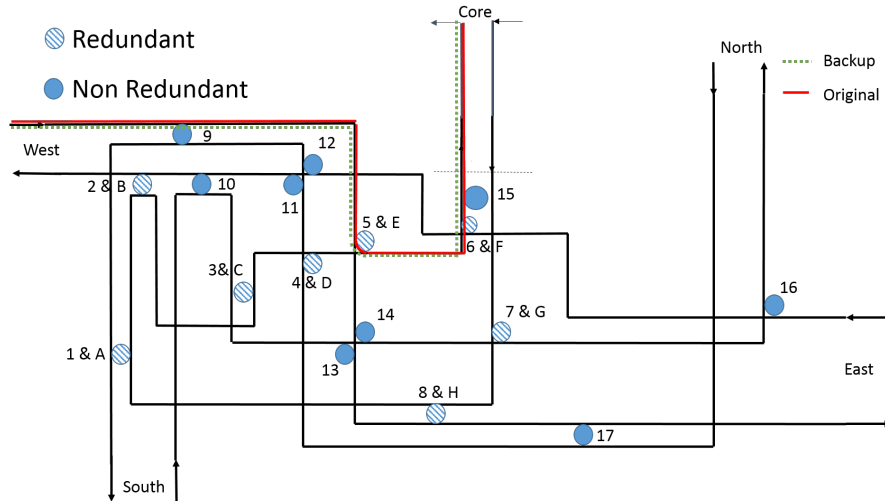 Core
Redundant
North
Backup
Non Redundant
Original
9
12
West
2 & B
10
11
15
5 & E
6 & F
3& C
4 & D
16
14
7 & G
1 & A
13
East
8 & H
17
South